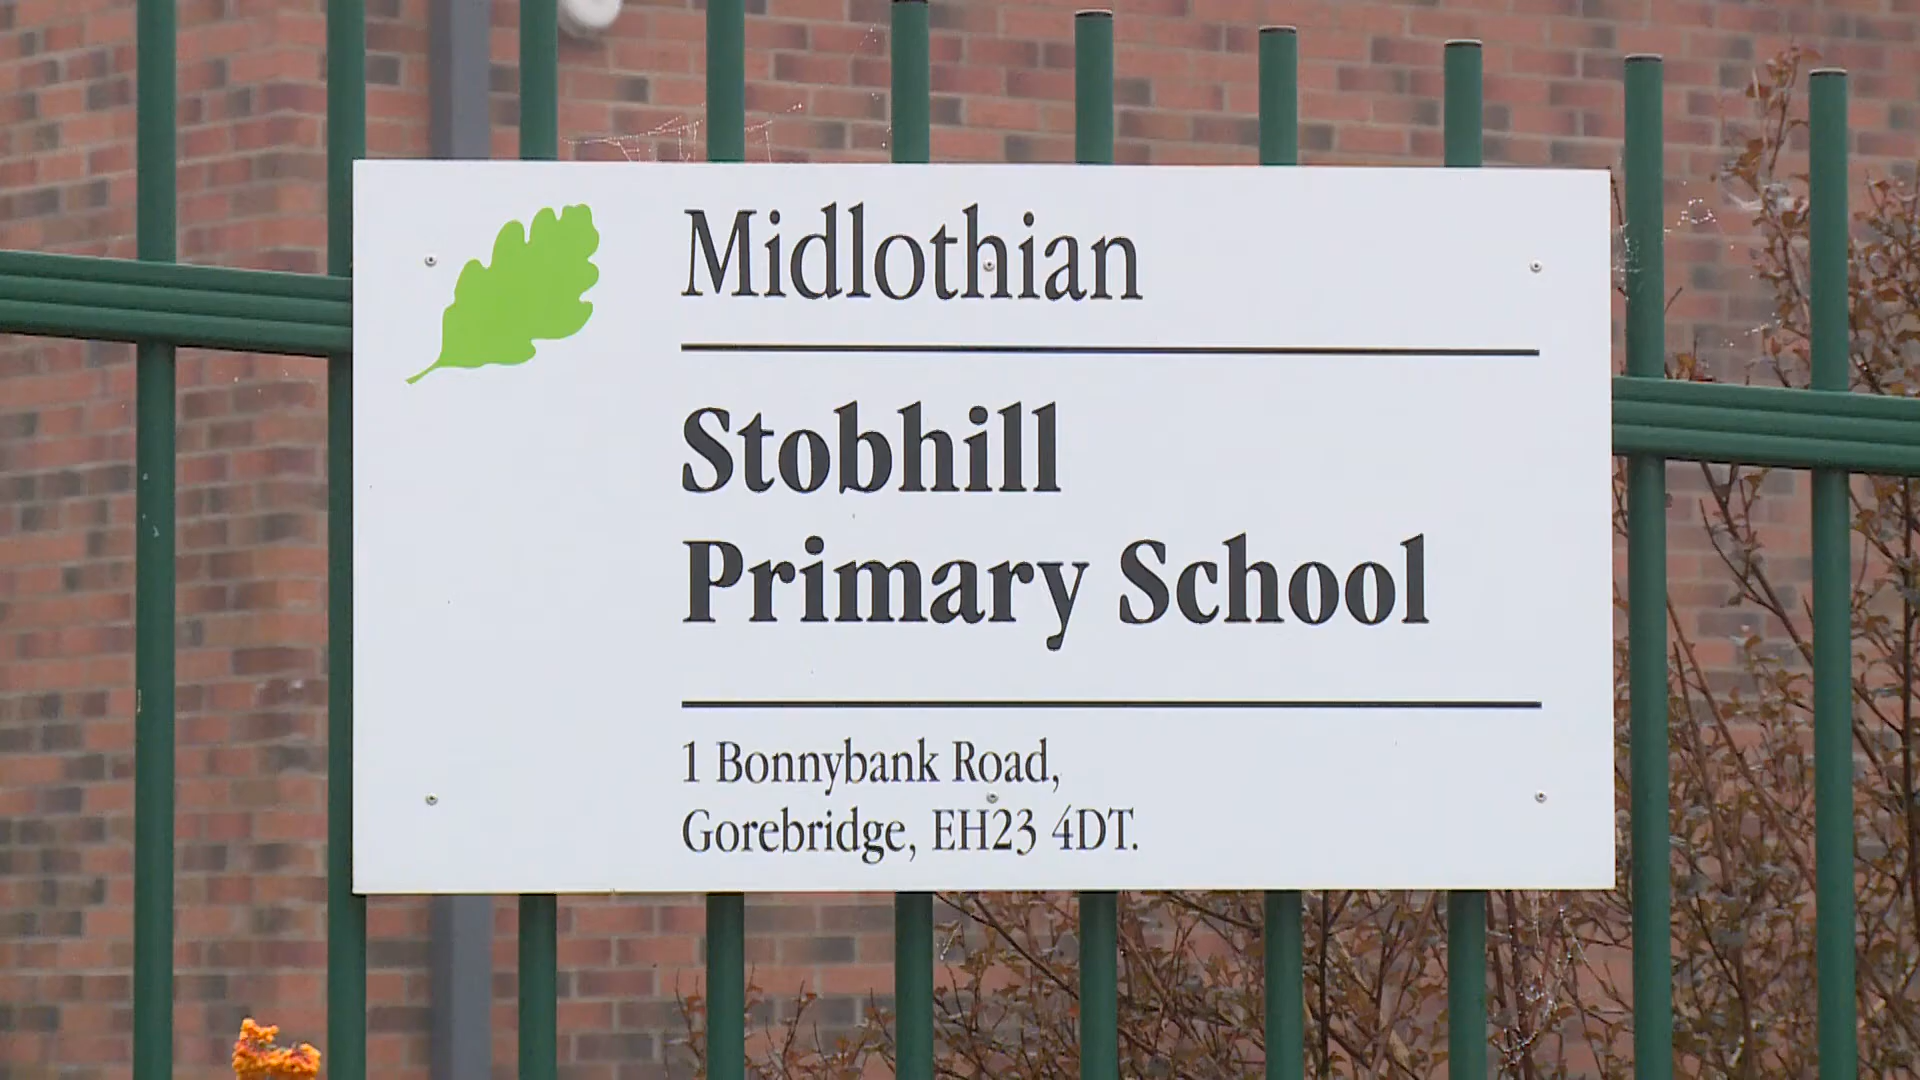 Midlothian
Stobhill
Primary School
1 Bonnybank Road,
Gorebridge, EH23 4DT.